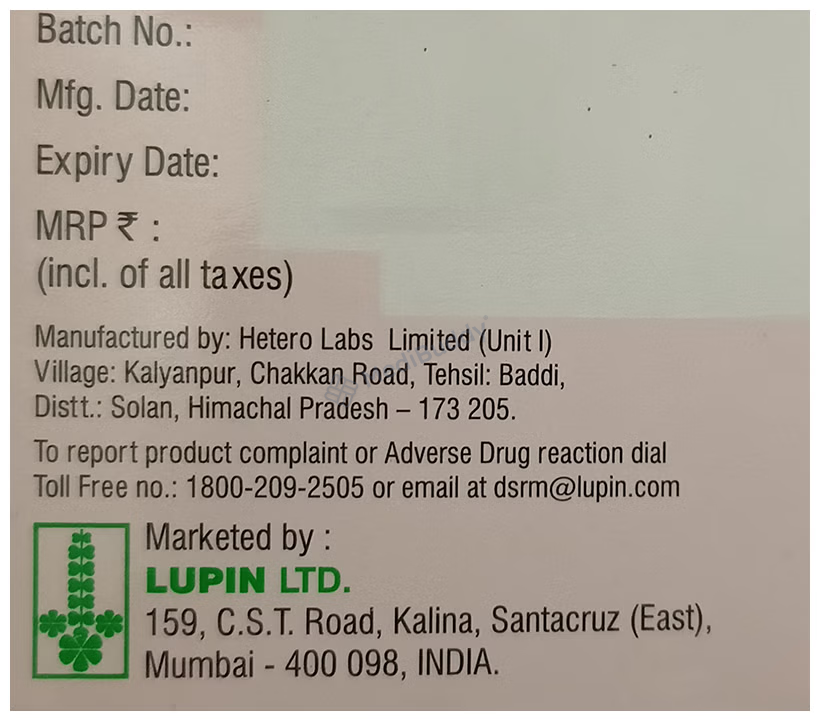 Batch No.:
Mfg. Date:
Expiry Date:
MRP ₹ :
(incl. of all taxes)
Manufactured by: Hetero Labs Limited (Unit I)
Village: Kalyanpur, Chakkan Road, Tehsil: Baddi,
Distt.: Solan, Himachal Pradesh – 173 205.
To report product complaint or Adverse Drug reaction dial
Toll Free no.: 1800-209-2505 or email at dsrm@lupin.com
Marketed by :
LUPIN LTD.
159, C.S.T. Road, Kalina, Santacruz (East),
Mumbai - 400 098, INDIA.